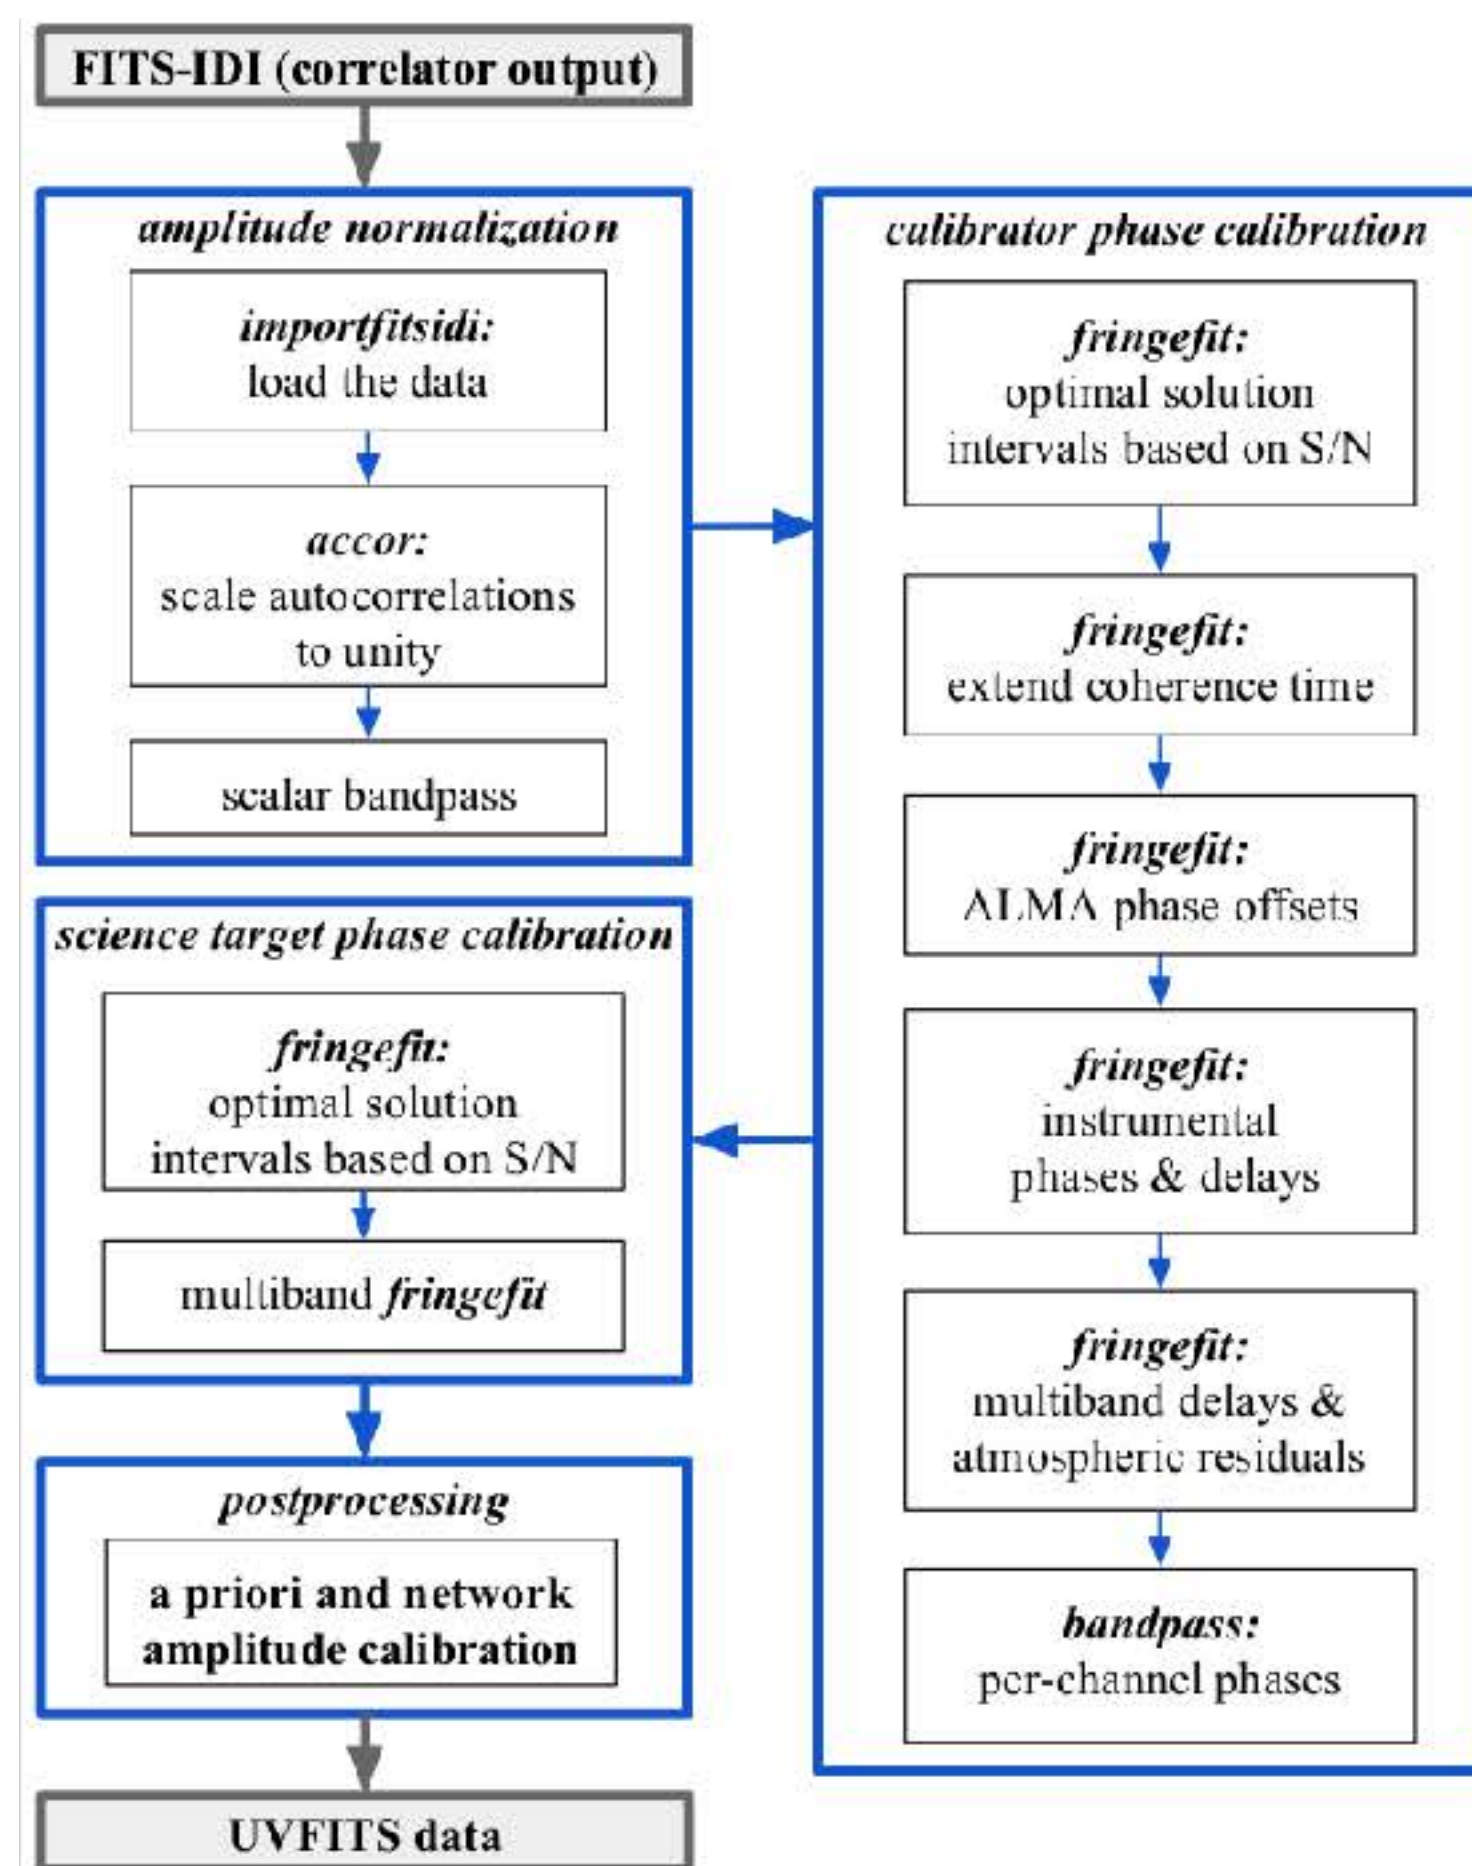 FITS-IDI (correlator output)
amplitude normalization
importfitsidi:
load the data
accor:
scale autocorrelations
to unity
scalar bandpass
calibrator phase calibration
fringefit:
optimal solution
intervals based on S/N
fringefit:
extend coherence time
fringefit:
ALMA phase offsets
fringefit:
instrumental
phases & delays
fringefit:
multiband delays &
atmospheric residuals
bandpass:
per-channel phases
science target phase calibration
fringefit:
optimal solution
intervals based on S/N
multiband fringefit
postprocessing
a priori and network
amplitude calibration
UVFITS data